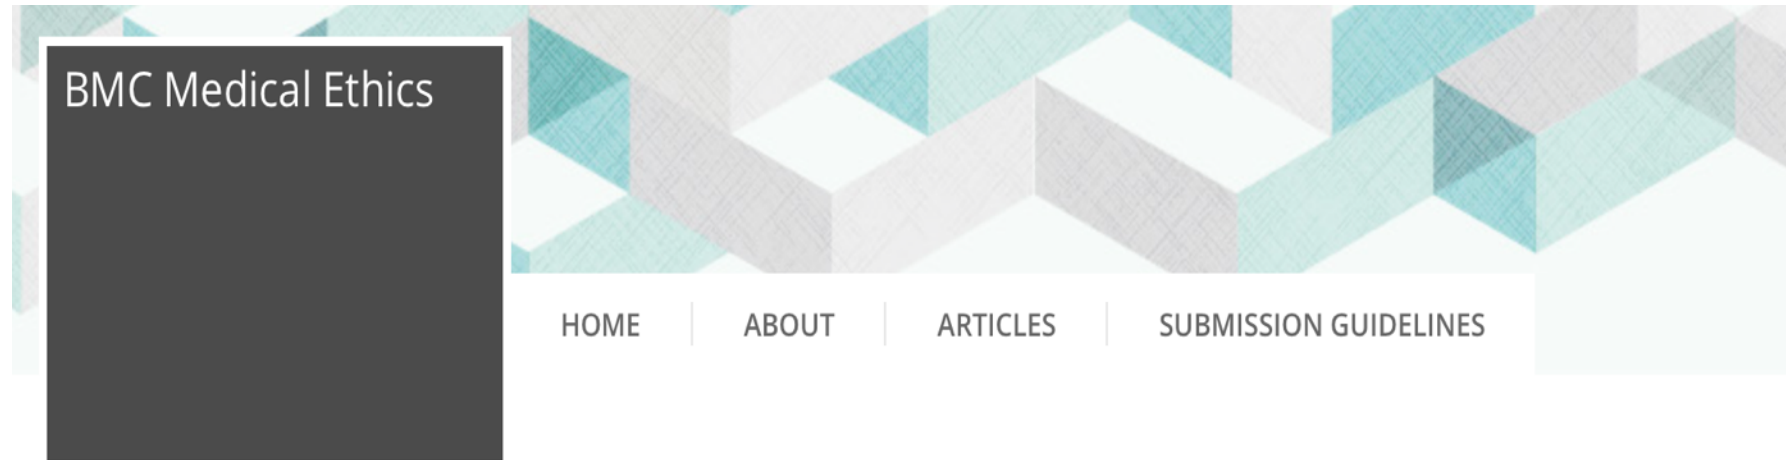 BMC Medical Ethics
HOME ABOUT ARTICLES SUBMISSION GUIDELINES